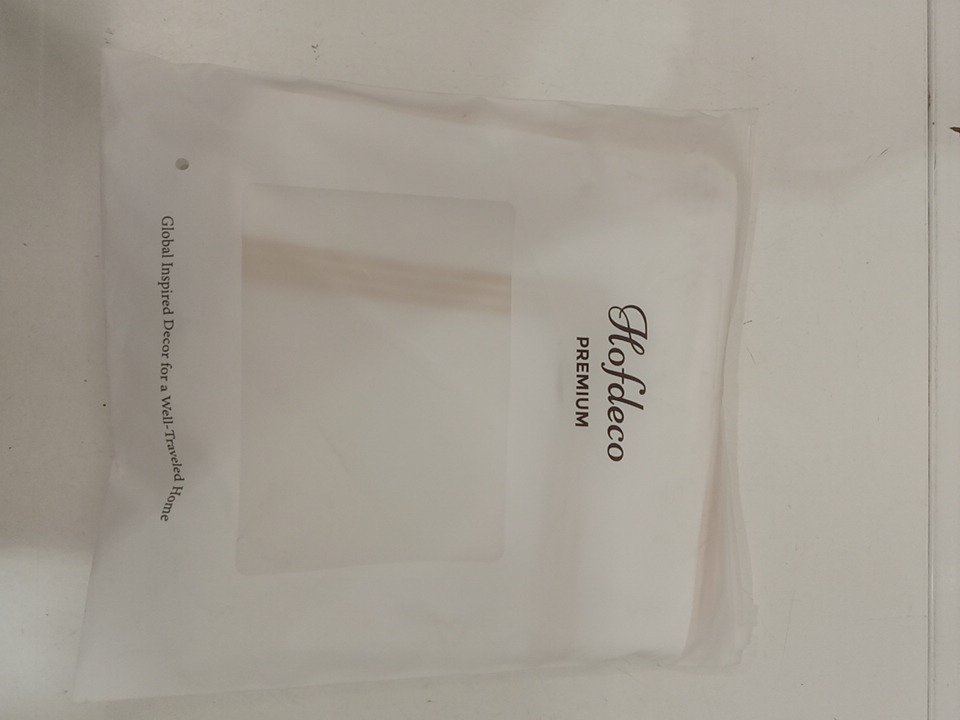 Hofdeco
PREMIUM
Global Inspired Decor for a Well-Traveled Home